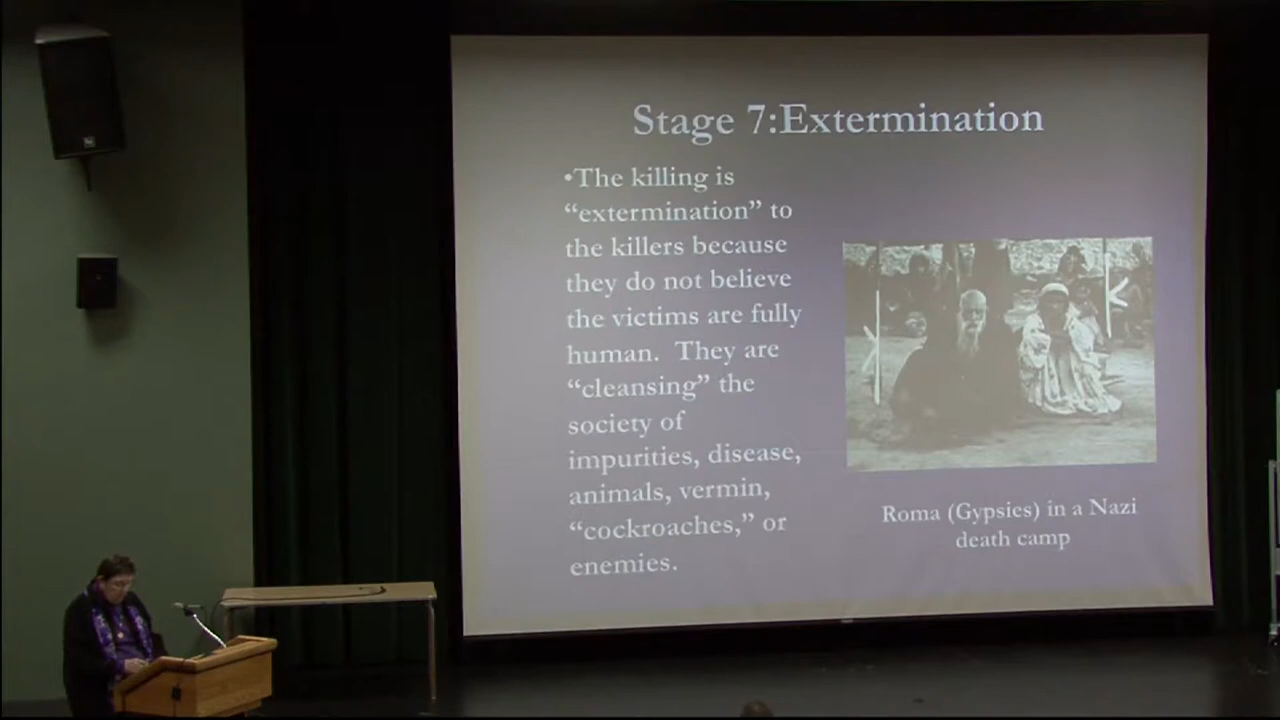 Stage 7:Extermination
•The killing is
“extermination” to
the killers because
they do not believe
the victims are fully
human. They are
“cleansing” the
society of
impurities, disease,
animals, vermin,
“cockroaches,” or
enemies.
Roma (Gypsies) in a Nazi
death camp